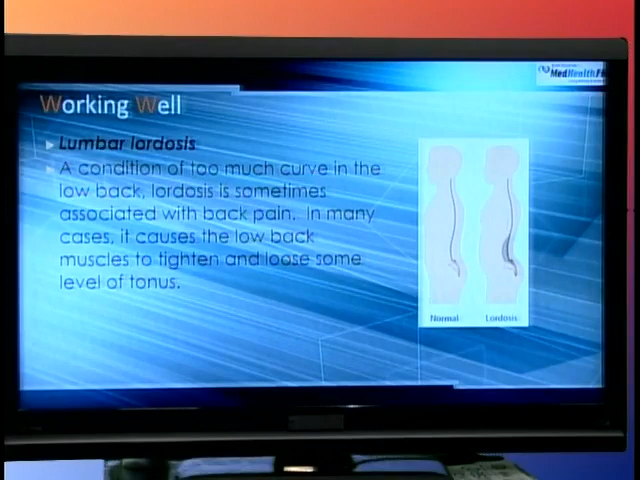 MedHealthFi
Working Well
Lumbar lordosis
A condition of too much curve in the
low back, lordosis is sometimes
associated with back pain. In many
cases, it causes the low back
muscles to tighten and loose some
level of tonus.
Normal Lordosis